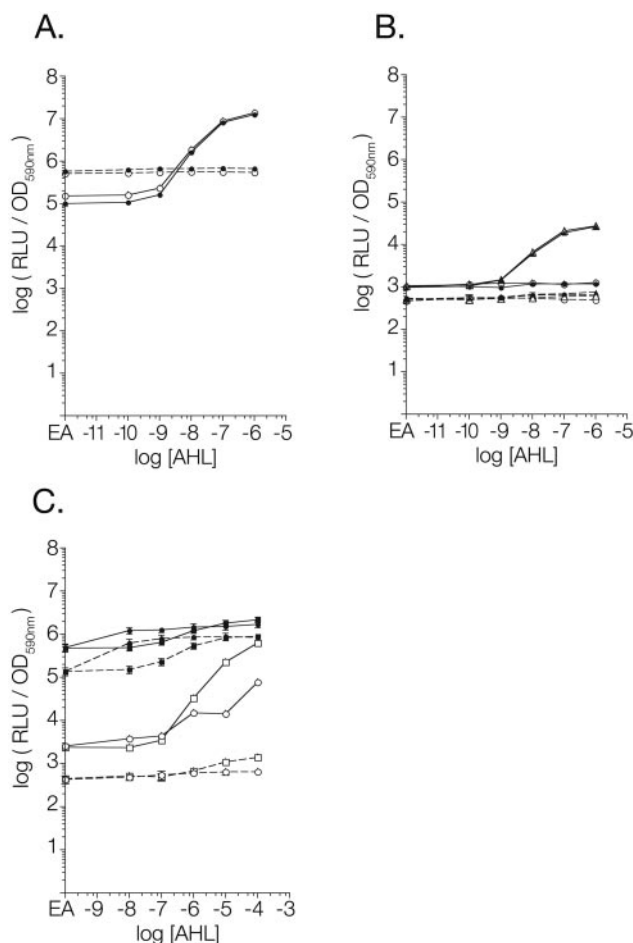 A.
8
7
6
5
4
3
2
1
log ( RLU / OD590nm)
EA -11 -10 -9 -8 -7 -6 -5
log [AHL]
B.
8
7
6
5
4
3
2
1
log ( RLU / OD590nm)
EA -11 -10 -9 -8 -7 -6 -5
log [AHL]
C.
8
7
6
5
4
3
2
1
log ( RLU / OD590nm)
EA -9 -8 -7 -6 -5 -4 -3
log [AHL]